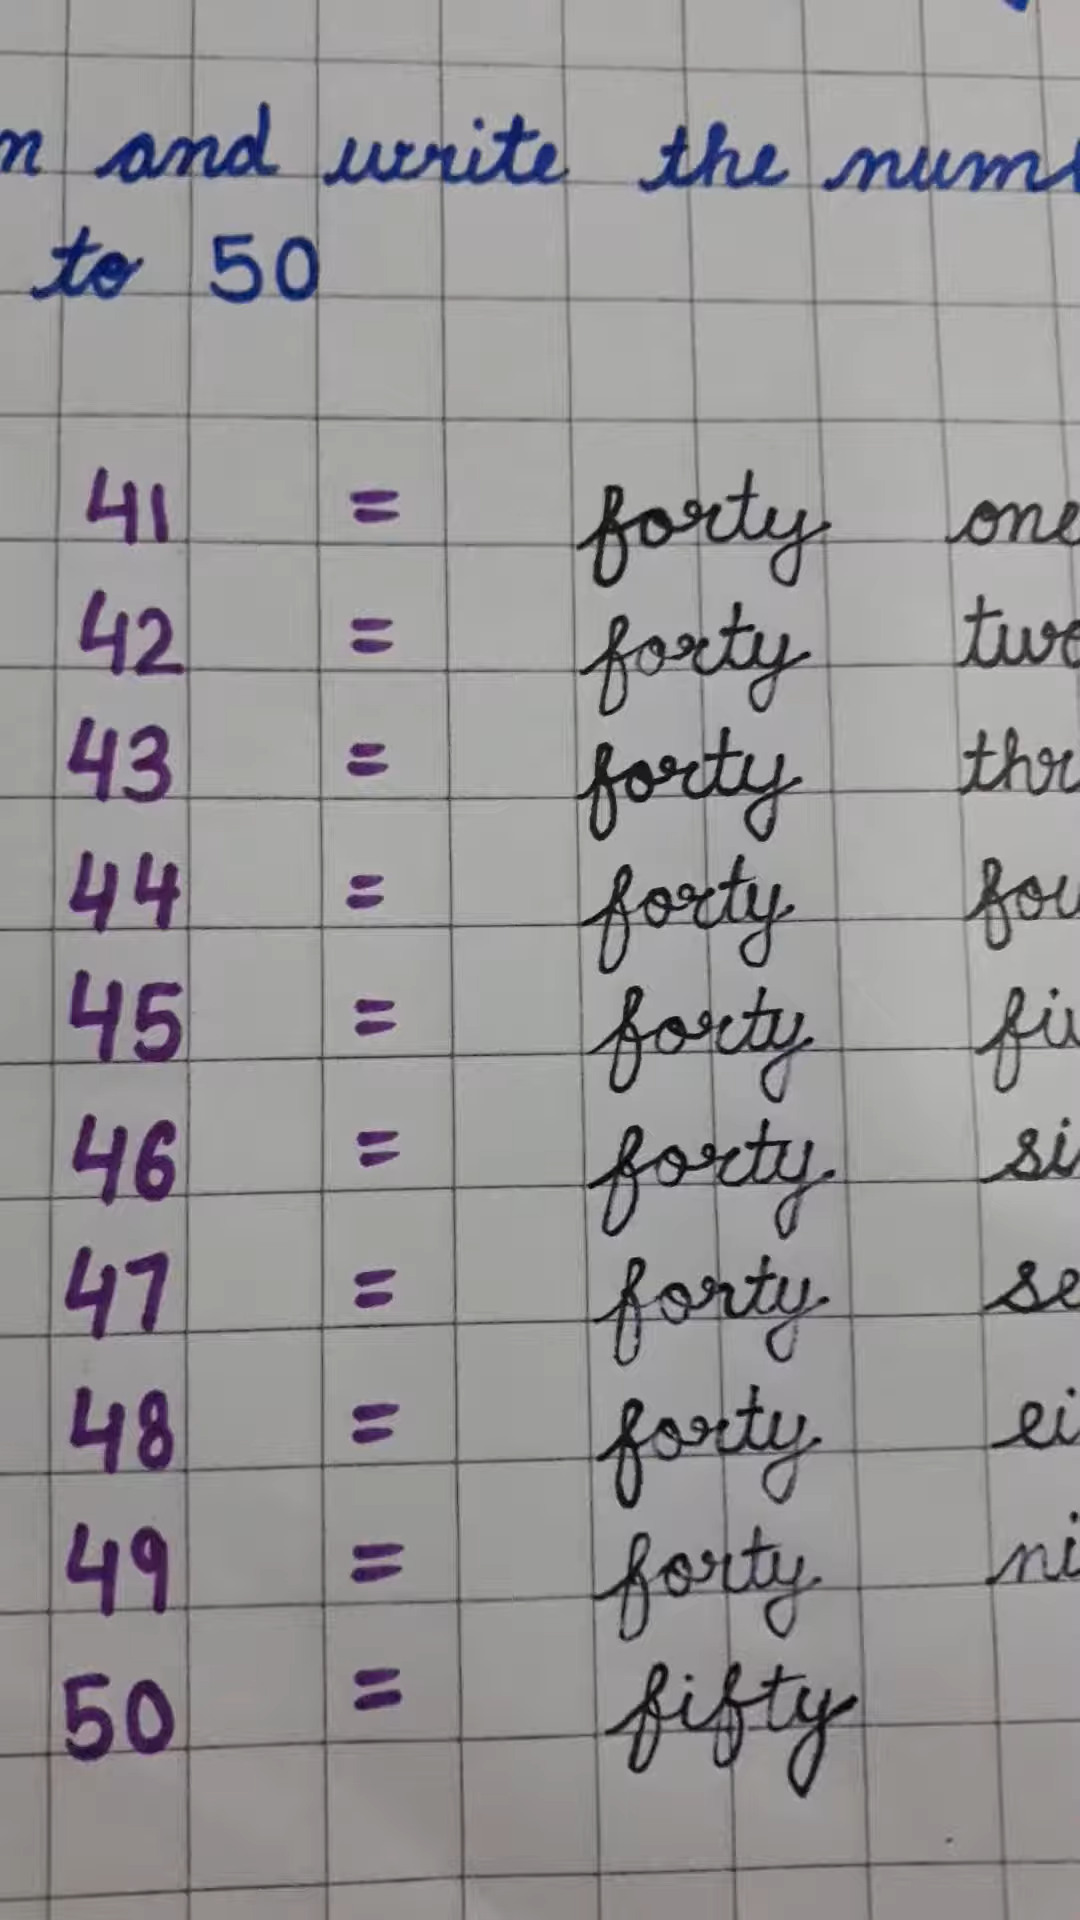 and write the
to 50
41 = forty one
42 = forty two
43 = forty
44 = forty
45 = forty
46 = forty
47 = forty
48 = forty
49 = forty
50 = fifty